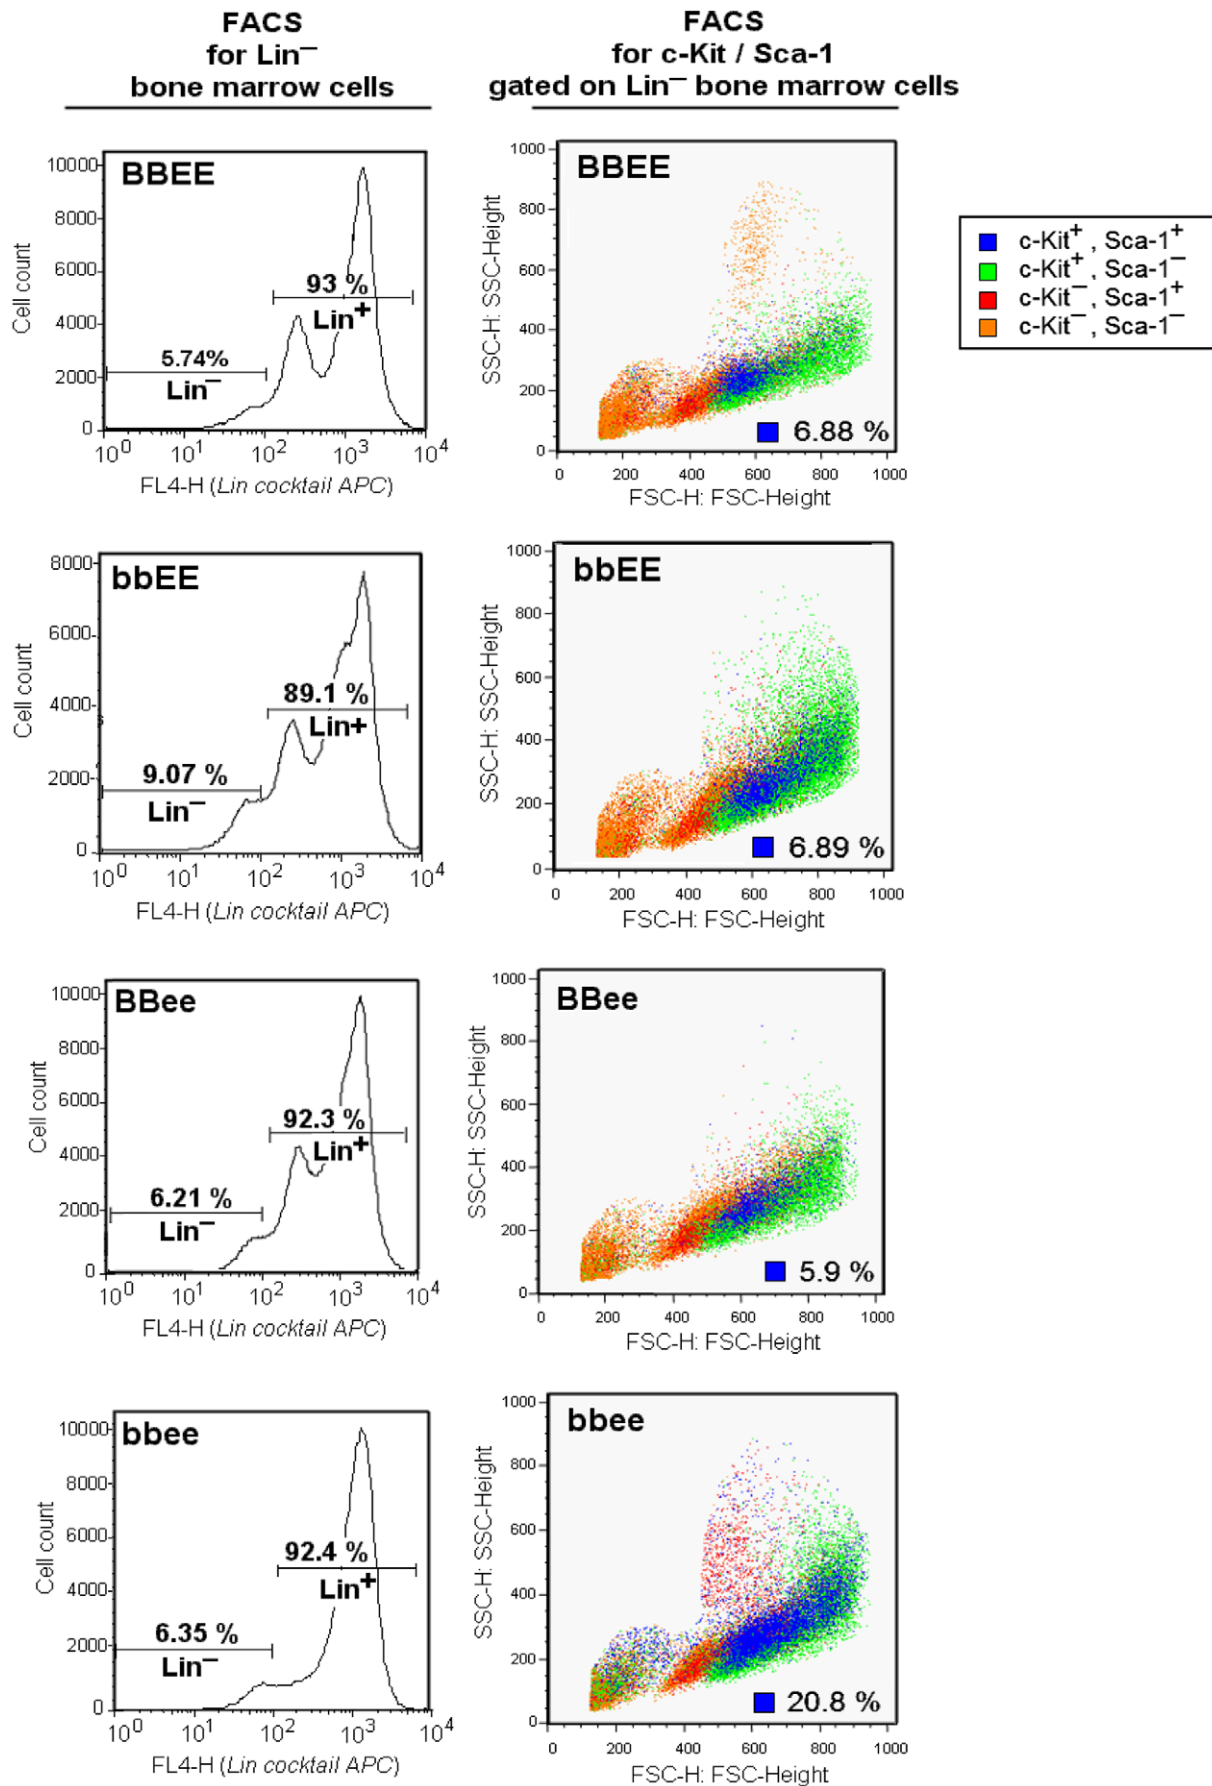 FACS
for Lin⁻
bone marrow cells
FACS
for c-Kit / Sca-1
gated on Lin⁻ bone marrow cells
BBEE
10000
8000
6000
4000
2000
0
Cell count
93 %
Lin⁺
5.74%
Lin⁻
10⁰ 10¹ 10² 10³ 10⁴
FL4-H (Lin cocktail APC)
BBEE
1000
800
600
400
200
0
SSC-H: SSC-Height
6.88 %
0 200 400 600 800 1000
FSC-H: FSC-Height
c-Kit⁺ , Sca-1⁺
c-Kit⁺ , Sca-1⁻
c-Kit⁻ , Sca-1⁺
c-Kit⁻ , Sca-1⁻
bbEE
8000
6000
4000
2000
0
Cell count
89.1 %
Lin+
9.07 %
Lin⁻
10⁰ 10¹ 10² 10³ 10⁴
FL4-H (Lin cocktail APC)
bbEE
1000
800
600
400
200
0
SSC-H: SSC-Height
6.89 %
0 200 400 600 800 1000
FSC-H: FSC-Height
BBee
10000
8000
6000
4000
2000
0
Cell count
92.3 %
Lin⁺
6.21 %
Lin⁻
10⁰ 10¹ 10² 10³ 10⁴
FL4-H (Lin cocktail APC)
BBee
1000
800
600
400
200
0
SSC-H: SSC-Height
5.9 %
0 200 400 600 800 1000
FSC-H: FSC-Height
bbee
10000
8000
6000
4000
2000
0
Cell count
92.4 %
Lin⁺
6.35 %
Lin⁻
10⁰ 10¹ 10² 10³ 10⁴
FL4-H (Lin cocktail APC)
bbee
1000
800
600
400
200
0
SSC-H: SSC-Height
20.8 %
0 200 400 600 800 1000
FSC-H: FSC-Height